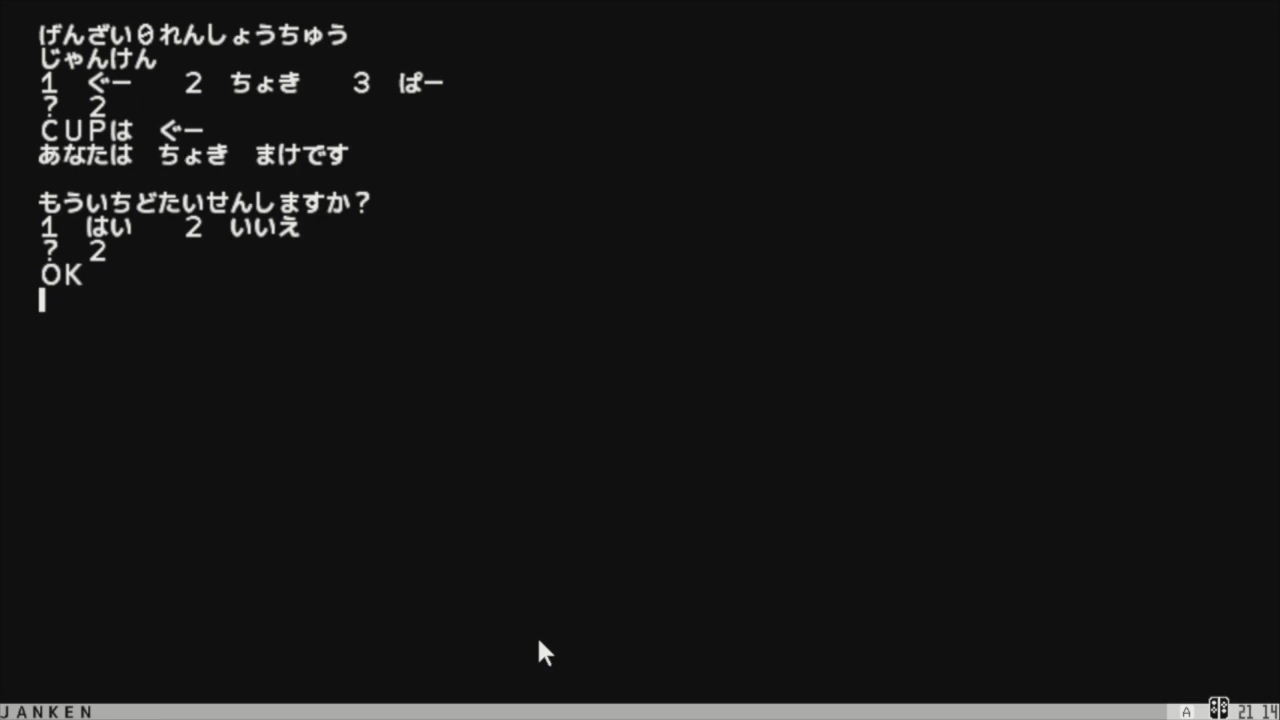 げんざい0れんしょうちゅう
じゃんけん
1　ぐー　　2　ちょき　　3　ぱー
?　2
CUPは　ぐー
あなたは　ちょき　まけです
もういちどたいせんしますか?
1　はい　　2　いいえ
?　2
OK
JANKEN
A 21 14